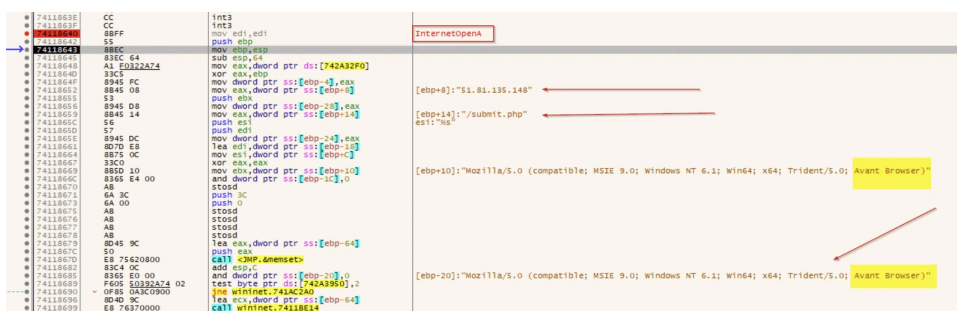 7411863E CC int3
7411863F CC int3
74118640 8BFF mov edi,edi InternetOpenA
74118642 55 push ebp
74118643 8BEC mov ebp,esp
74118645 83EC 64 sub esp,64
74118648 A1 F0322A74 mov eax,dword ptr ds:[742A32F0]
7411864D 33C5 xor eax,ebp
7411864F 8945 FC mov dword ptr ss:[ebp-4],eax
74118652 8B45 08 mov eax,dword ptr ss:[ebp+8] [ebp+8]:"51.81.135.148"
74118655 53 push ebx
74118656 8945 D8 mov dword ptr ss:[ebp-28],eax
74118659 8B45 14 mov eax,dword ptr ss:[ebp+14] [ebp+14]:"/submit.php"
7411865C 56 push esi esi:"%s"
7411865D 57 push edi
7411865E 8945 DC mov dword ptr ss:[ebp-24],eax
74118661 8D7D E8 lea edi,dword ptr ss:[ebp-18]
74118664 8B75 0C mov esi,dword ptr ss:[ebp+C]
74118667 33C0 xor eax,eax
74118669 8B5D 10 mov ebx,dword ptr ss:[ebp+10] [ebp+10]:"Mozilla/5.0 (compatible; MSIE 9.0; Windows NT 6.1; Win64; x64; Trident/5.0; Avant Browser)"
7411866C 8365 E4 00 and dword ptr ss:[ebp-1C],0
74118670 AB stosd
74118671 6A 3C push 3C
74118673 6A 00 push 0
74118675 AB stosd
74118676 AB stosd
74118677 AB stosd
74118678 AB stosd
74118679 8D45 9C lea eax,dword ptr ss:[ebp-64]
7411867C 50 push eax
7411867D E8 75620800 call <JMP.&memset>
74118682 83C4 0C add esp,C
74118685 8365 E0 00 and dword ptr ss:[ebp-20],0 [ebp-20]:"Mozilla/5.0 (compatible; MSIE 9.0; Windows NT 6.1; Win64; x64; Trident/5.0; Avant Browser)"
74118689 F605 50392A74 02 test byte ptr ds:[742A3950],2
74118690 0F85 0A3C0900 jne wininet.741AC2A0
74118696 8D4D 9C lea ecx,dword ptr ss:[ebp-64]
74118699 E8 76370000 call wininet.7411BE14